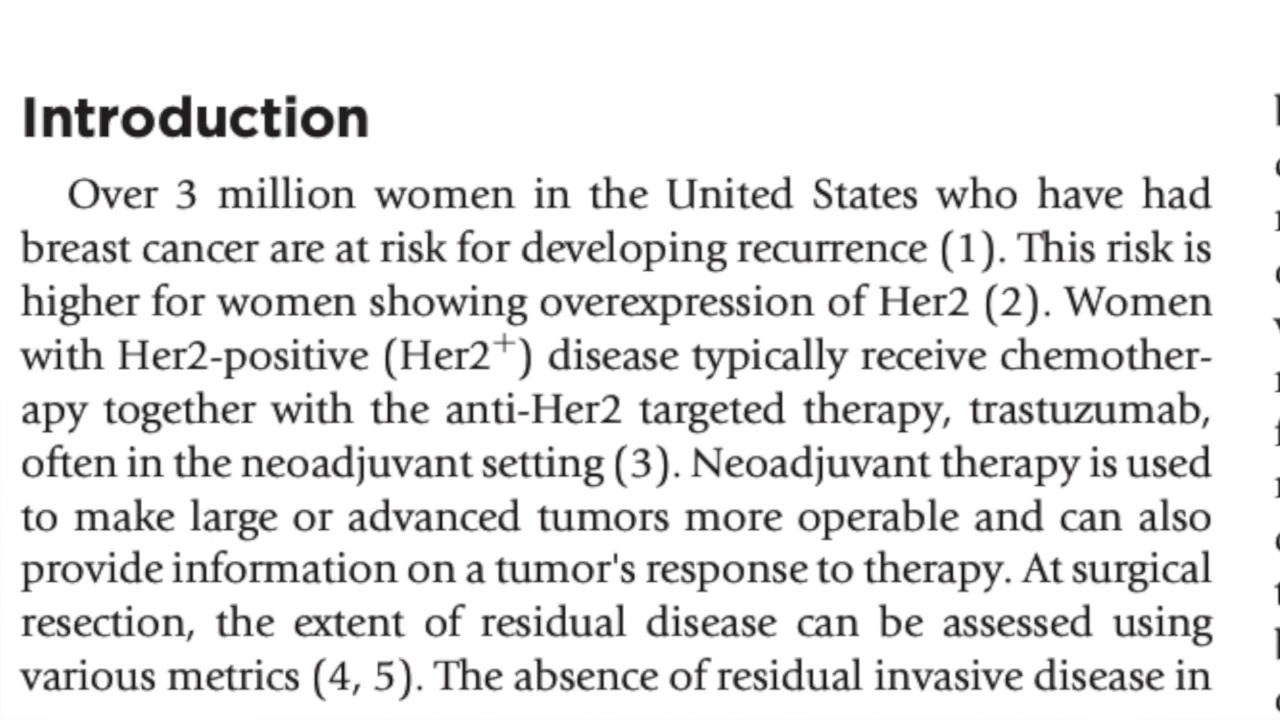 Introduction
Over 3 million women in the United States who have had
breast cancer are at risk for developing recurrence (1). This risk is
higher for women showing overexpression of Her2 (2). Women
with Her2-positive (Her2⁺) disease typically receive chemother-
apy together with the anti-Her2 targeted therapy, trastuzumab,
often in the neoadjuvant setting (3). Neoadjuvant therapy is used
to make large or advanced tumors more operable and can also
provide information on a tumor's response to therapy. At surgical
resection, the extent of residual disease can be assessed using
various metrics (4, 5). The absence of residual invasive disease in